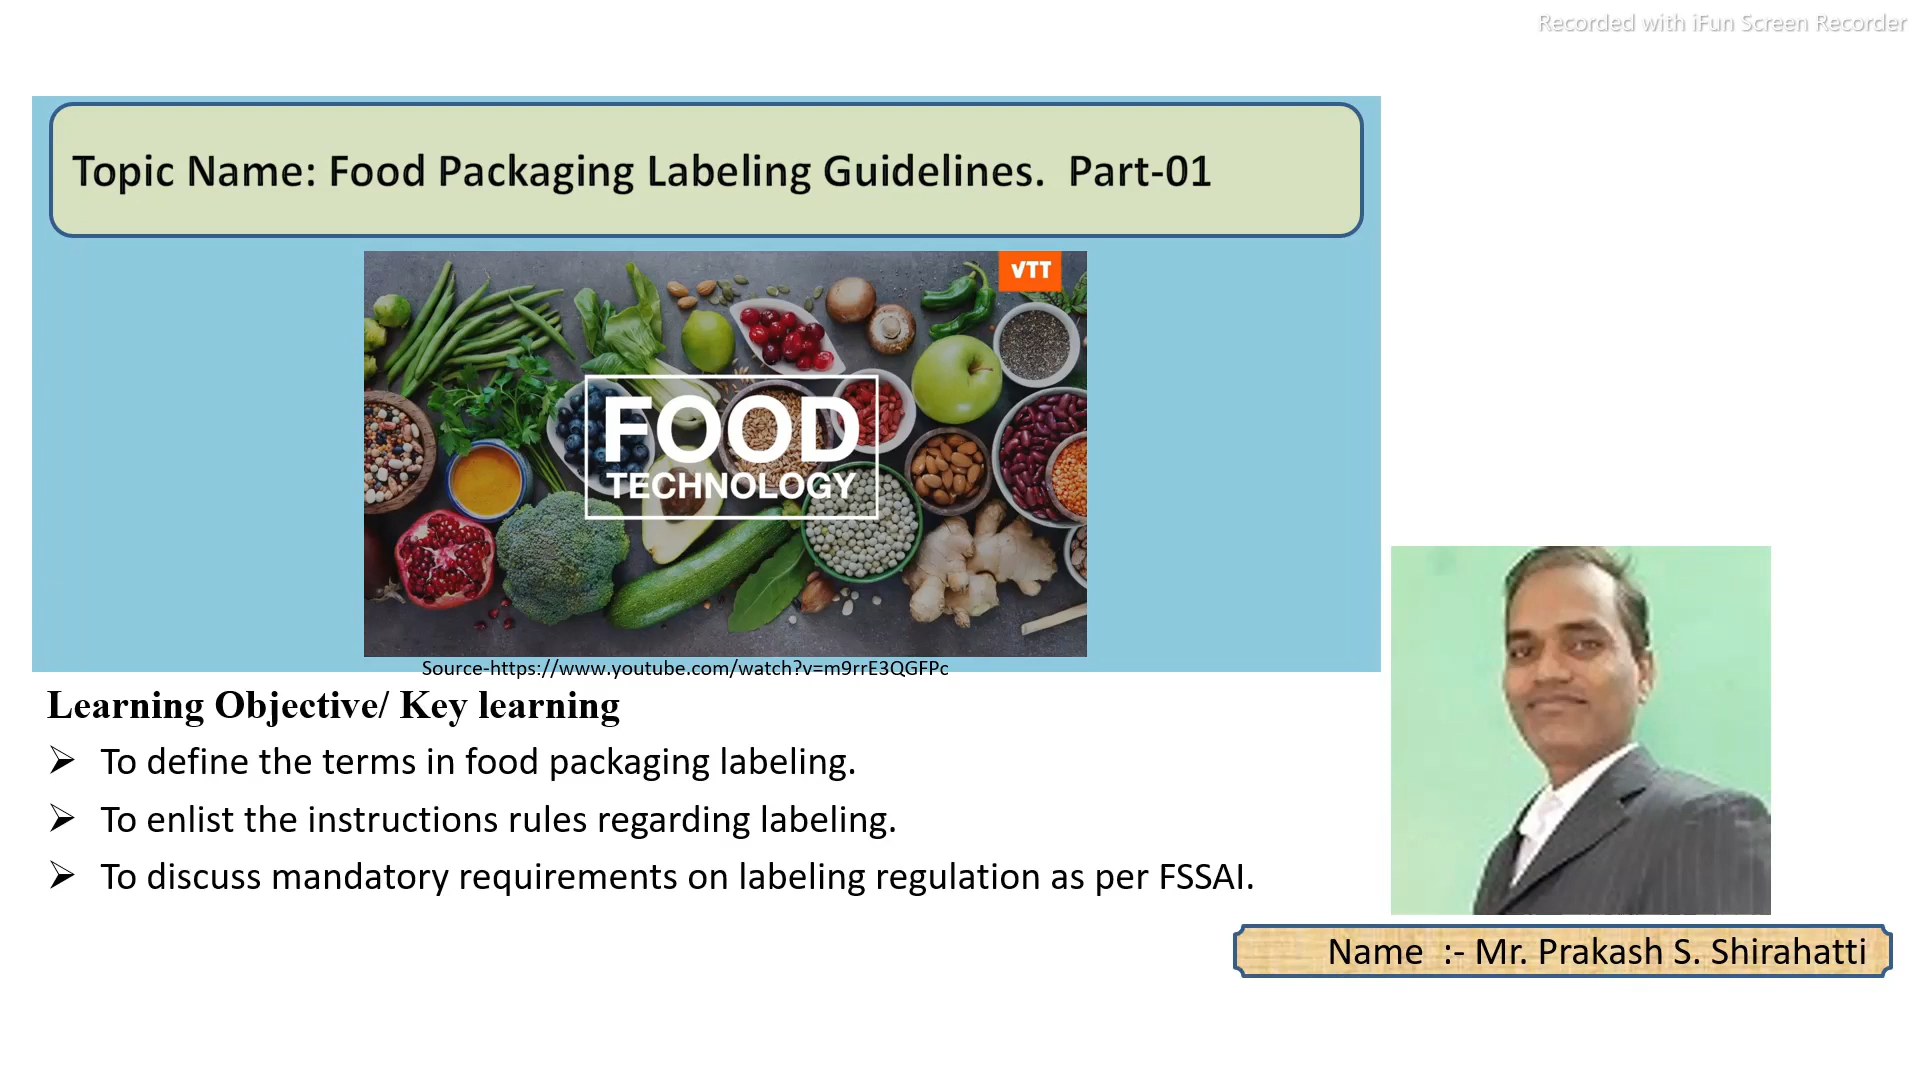 Recorded with iFun Screen Recorder
Topic Name: Food Packaging Labeling Guidelines.  Part-01
VTT
FOOD
TECHNOLOGY
Source-https://www.youtube.com/watch?v=m9rrE3QGFPc
Learning Objective/ Key learning
➢ To define the terms in food packaging labeling.
➢ To enlist the instructions rules regarding labeling.
➢ To discuss mandatory requirements on labeling regulation as per FSSAI.
Name  :- Mr. Prakash S. Shirahatti